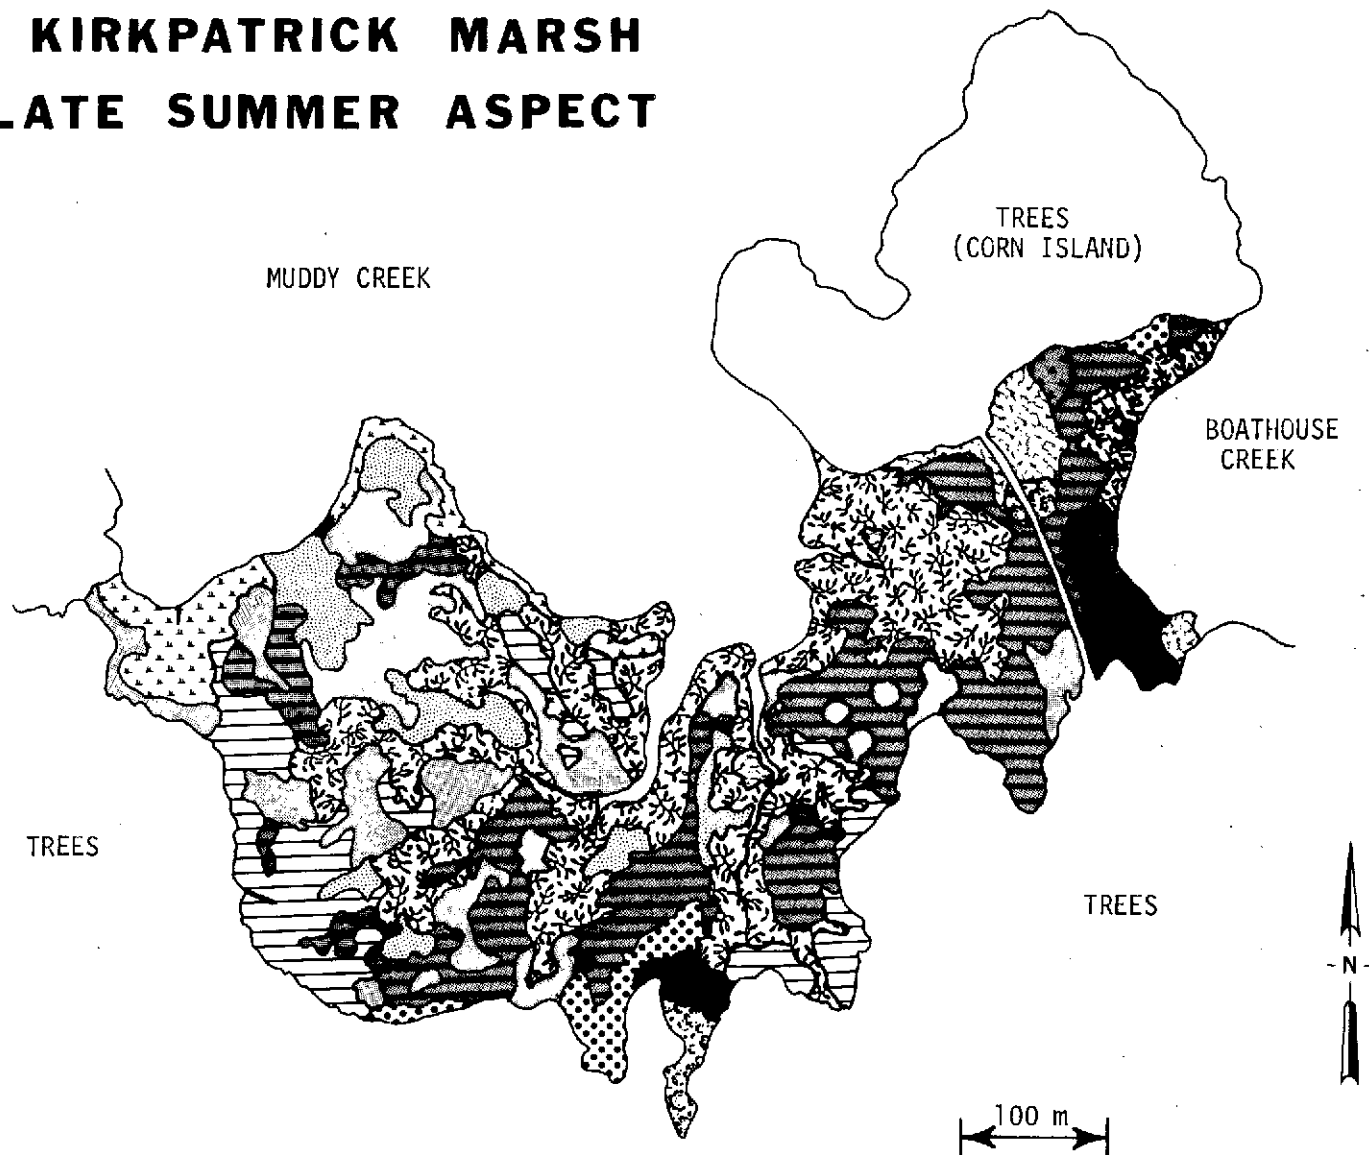 KIRKPATRICK MARSH
LATE SUMMER ASPECT
TREES
(CORN ISLAND)
MUDDY CREEK
BOATHOUSE
CREEK
TREES
TREES
-N-
100 m